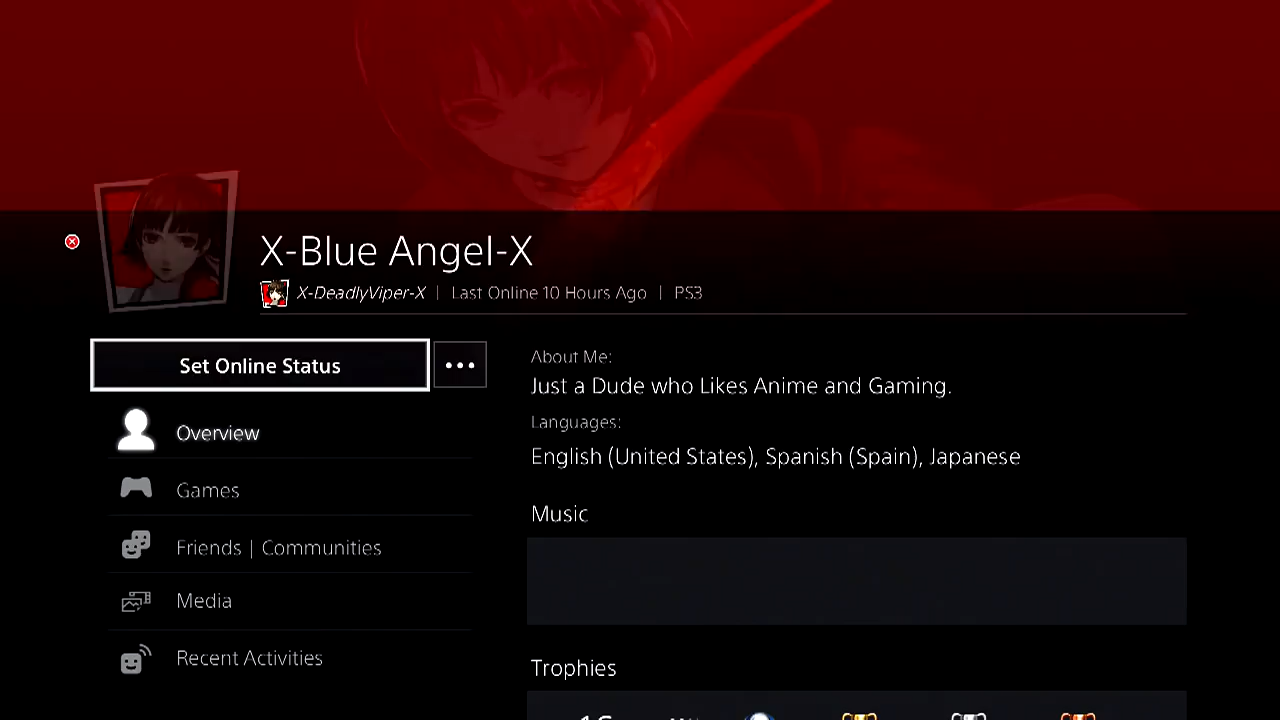 X-Blue Angel-X
X-DeadlyViper-X | Last Online 10 Hours Ago | PS3
Set Online Status
•••
About Me:
Just a Dude who Likes Anime and Gaming.
Languages:
English (United States), Spanish (Spain), Japanese
Overview
Games
Friends | Communities
Media
Recent Activities
Music
Trophies